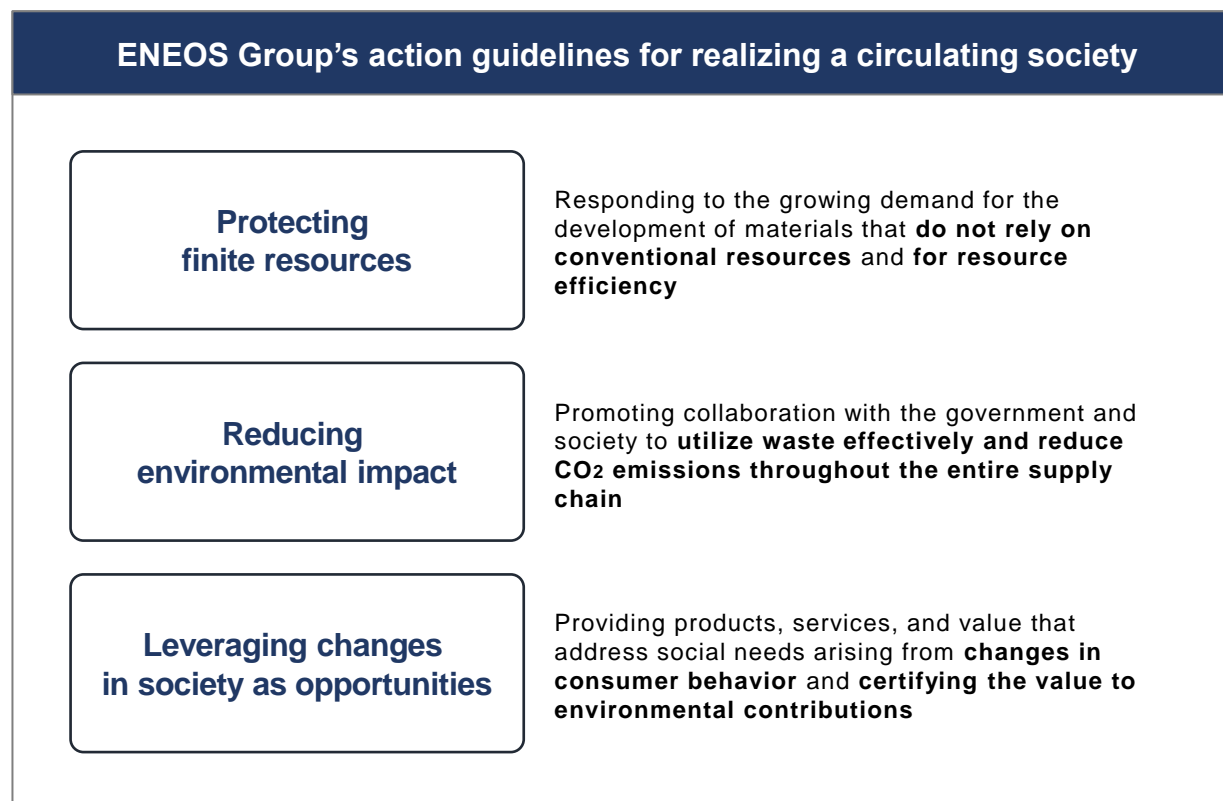 ENEOS Group’s action guidelines for realizing a circulating society
Protecting
finite resources
Responding to the growing demand for the
development of materials that do not rely on
conventional resources and for resource
efficiency
Reducing
environmental impact
Promoting collaboration with the government and
society to utilize waste effectively and reduce
CO2 emissions throughout the entire supply
chain
Leveraging changes
in society as opportunities
Providing products, services, and value that
address social needs arising from changes in
consumer behavior and certifying the value to
environmental contributions